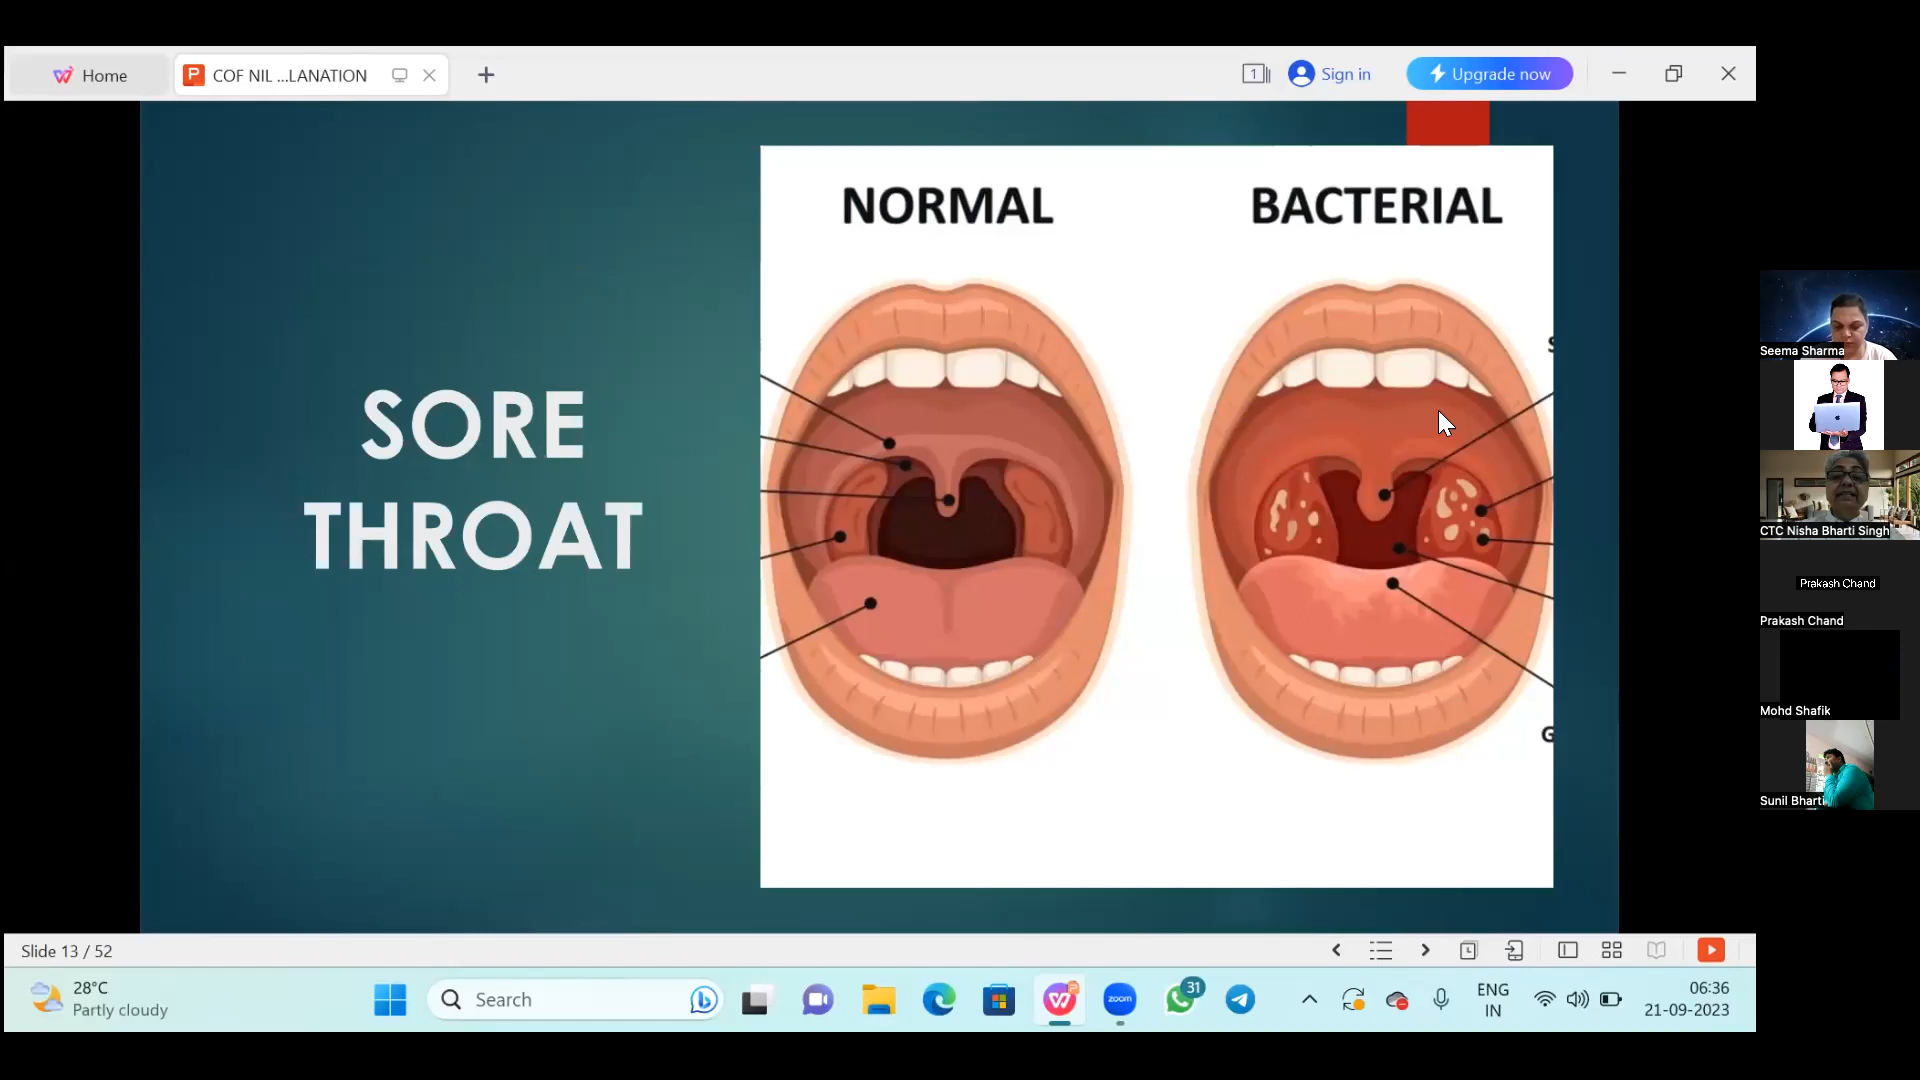 Home
COF NIL ...LANATION
1
Sign in
Upgrade now
SORE
THROAT
NORMAL
BACTERIAL
S
G
Seema Sharma
CTC Nisha Bharti Singh
Prakash Chand
Prakash Chand
Mohd Shafik
Sunil Bharti
Slide 13 / 52
28°C
Partly cloudy
Search
zoom
31
ENG
IN
06:36
21-09-2023